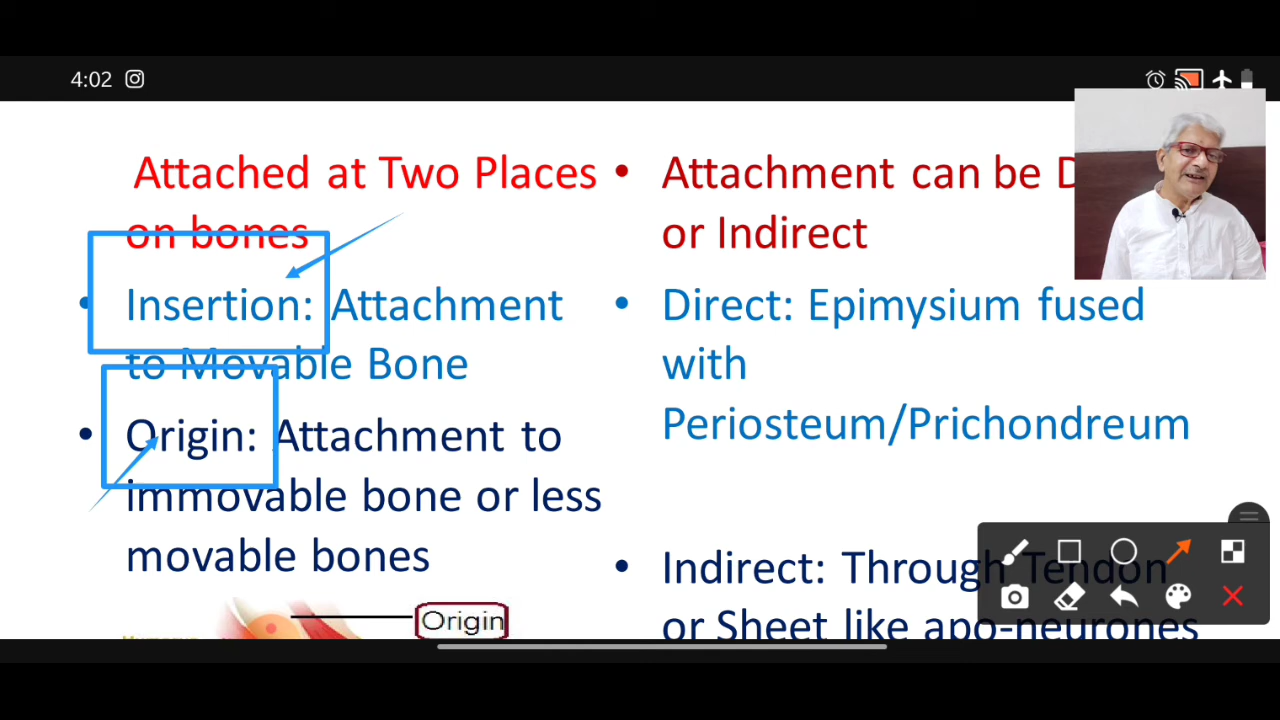 4:02
Attached at Two Places
on bones
• Insertion: Attachment
to Movable Bone
• Origin: Attachment to
immovable bone or less
movable bones
Origin
• Attachment can be
or Indirect
• Direct: Epimysium fused
with
Periosteum/Prichondreum
• Indirect: Through Tendon
or Sheet like apo-neurones